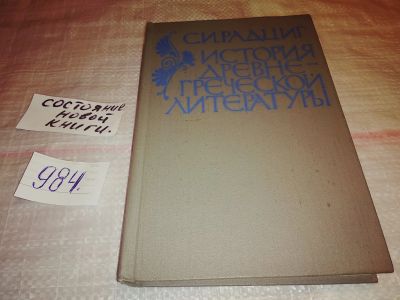 С.И.РАДЦИГ
ИСТОРИЯ
ДРЕВНЕ-
ГРЕЧЕСКОЙ
ЛИТЕРАТУРЫ
состояние
новой
книги.
984.